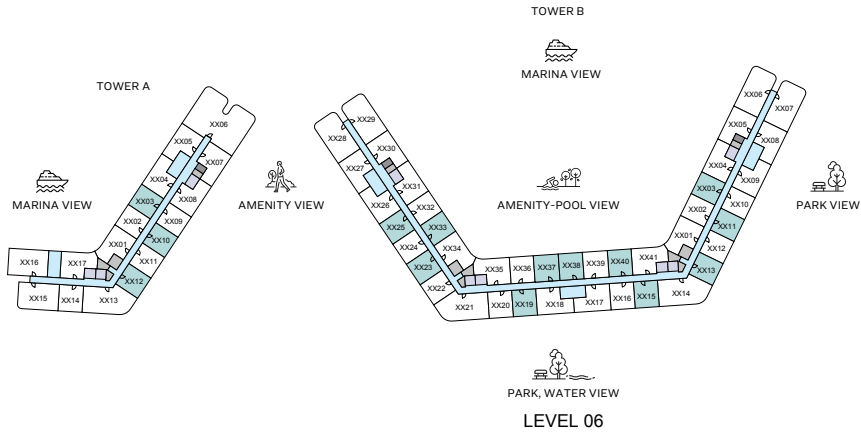 TOWER B
MARINA VIEW
TOWER A
XX06
XX05
XX07
XX04
XX08
XX03
XX09
XX02
XX10
XX01
XX11
XX12
XX16
XX17
XX15
XX14
XX13
MARINA VIEW
AMENITY VIEW
XX29
XX28
XX30
XX27
XX31
XX26
XX32
XX25
XX33
XX24
XX34
XX23
XX22
XX21
XX35
XX36
XX37
XX38
XX39
XX40
XX41
XX20
XX19
XX18
XX17
XX16
XX15
XX14
AMENITY-POOL VIEW
XX06
XX07
XX05
XX08
XX04
XX09
XX03
XX10
XX02
XX11
XX01
XX12
XX13
PARK VIEW
PARK, WATER VIEW
LEVEL 06